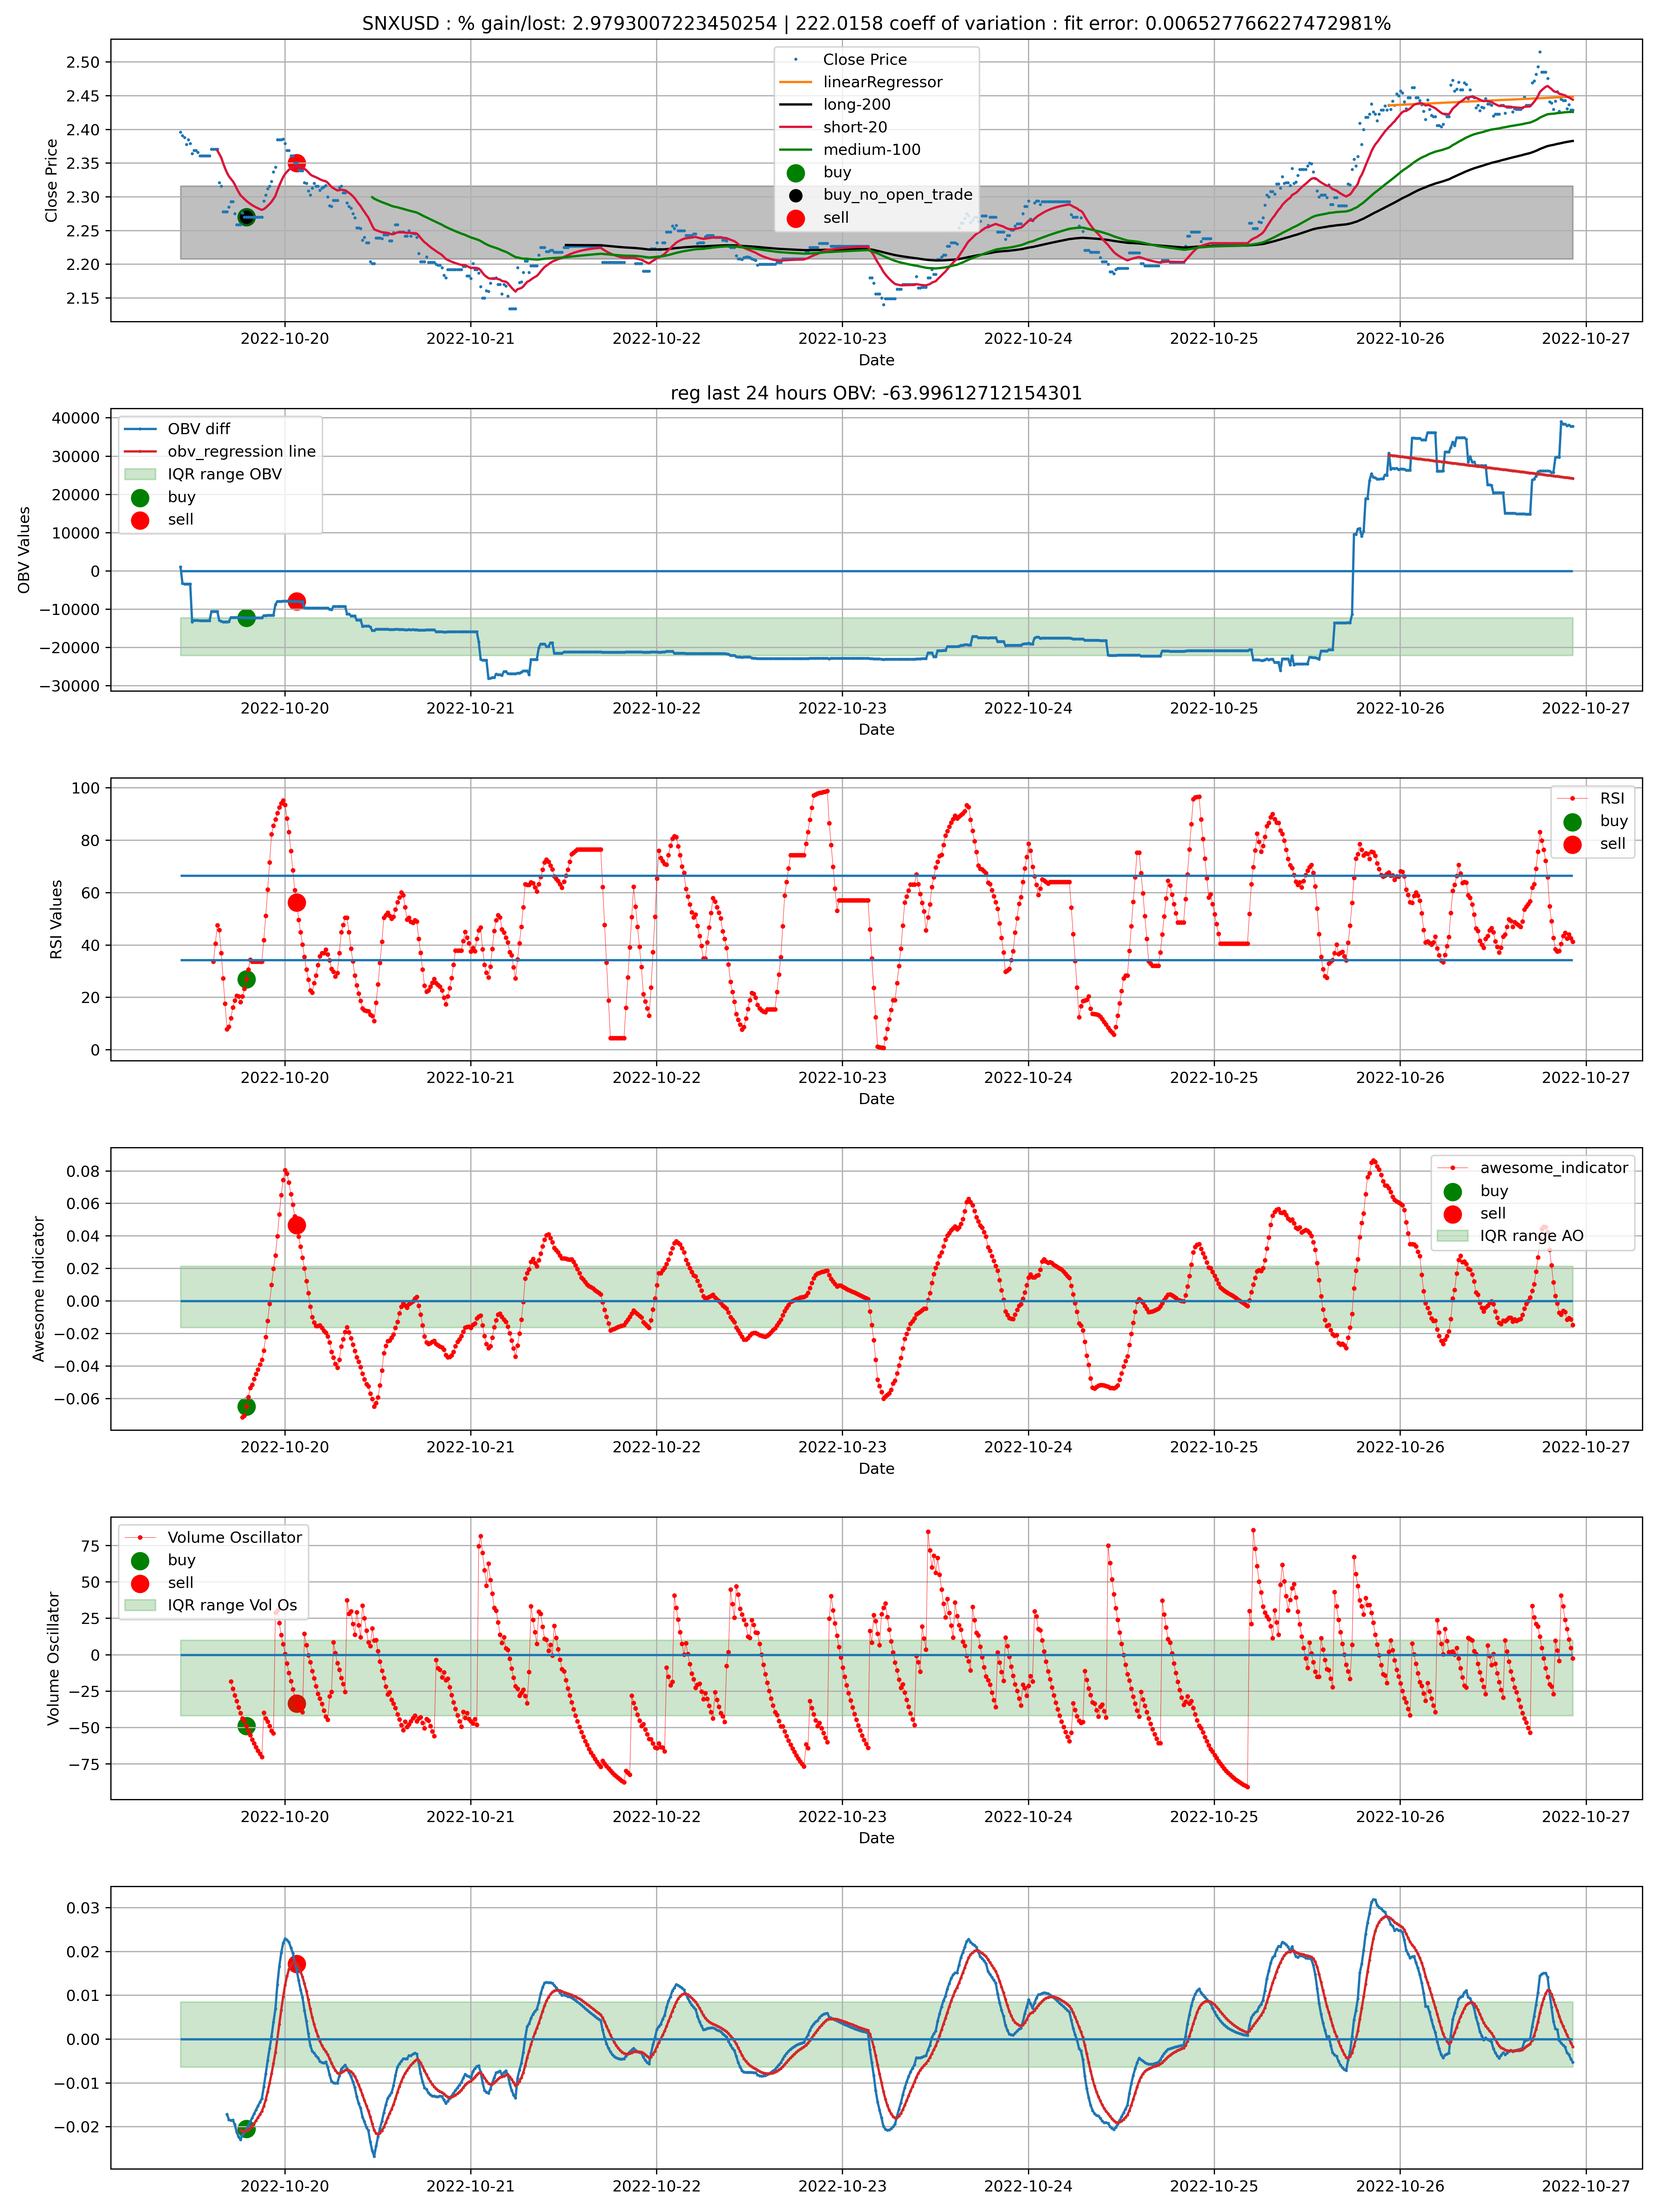 SNXUSD : % gain/lost: 2.9793007223450254 | 222.0158 coeff of variation : fit error: 0.006527766227472981%
Close Price
2.50
2.45
2.40
2.35
2.30
2.25
2.20
2.15
Close Price
linearRegressor
long-200
short-20
medium-100
buy
buy_no_open_trade
sell
2022-10-20
2022-10-21
2022-10-22
2022-10-23
2022-10-24
2022-10-25
2022-10-26
2022-10-27
Date
reg last 24 hours OBV: -63.99612712154301
OBV Values
40000
30000
20000
10000
0
−10000
−20000
−30000
OBV diff
obv_regression line
IQR range OBV
buy
sell
2022-10-20
2022-10-21
2022-10-22
2022-10-23
2022-10-24
2022-10-25
2022-10-26
2022-10-27
Date
RSI Values
100
80
60
40
20
0
RSI
buy
sell
2022-10-20
2022-10-21
2022-10-22
2022-10-23
2022-10-24
2022-10-25
2022-10-26
2022-10-27
Date
Awesome Indicator
0.08
0.06
0.04
0.02
0.00
−0.02
−0.04
−0.06
awesome_indicator
buy
sell
IQR range AO
2022-10-20
2022-10-21
2022-10-22
2022-10-23
2022-10-24
2022-10-25
2022-10-26
2022-10-27
Date
Volume Oscillator
75
50
25
0
−25
−50
−75
Volume Oscillator
buy
sell
IQR range Vol Os
2022-10-20
2022-10-21
2022-10-22
2022-10-23
2022-10-24
2022-10-25
2022-10-26
2022-10-27
Date
0.03
0.02
0.01
0.00
−0.01
−0.02
2022-10-20
2022-10-21
2022-10-22
2022-10-23
2022-10-24
2022-10-25
2022-10-26
2022-10-27